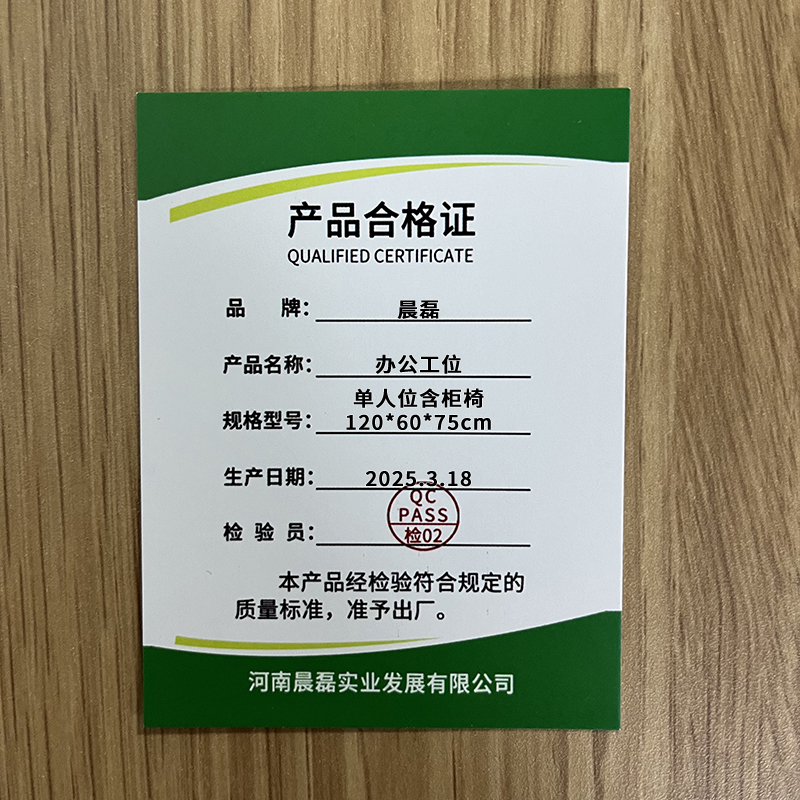 产品合格证
QUALIFIED CERTIFICATE
品 牌：晨磊
产品名称：办公工位
单人位含柜椅
规格型号：120*60*75cm
生产日期：2025.3.18
QC
PASS
检验员：检02
本产品经检验符合规定的
质量标准，准予出厂。
河南晨磊实业发展有限公司